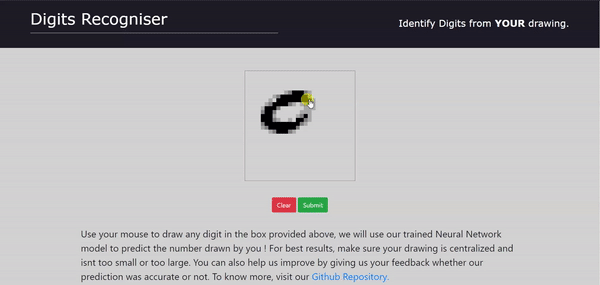 Digits Recogniser
Identify Digits from YOUR drawing.
Clear Submit
Use your mouse to draw any digit in the box provided above, we will use our trained Neural Network
model to predict the number drawn by you ! For best results, make sure your drawing is centralized and
isnt too small or too large. You can also help us improve by giving us your feedback whether our
prediction was accurate or not. To know more, visit our Github Repository.